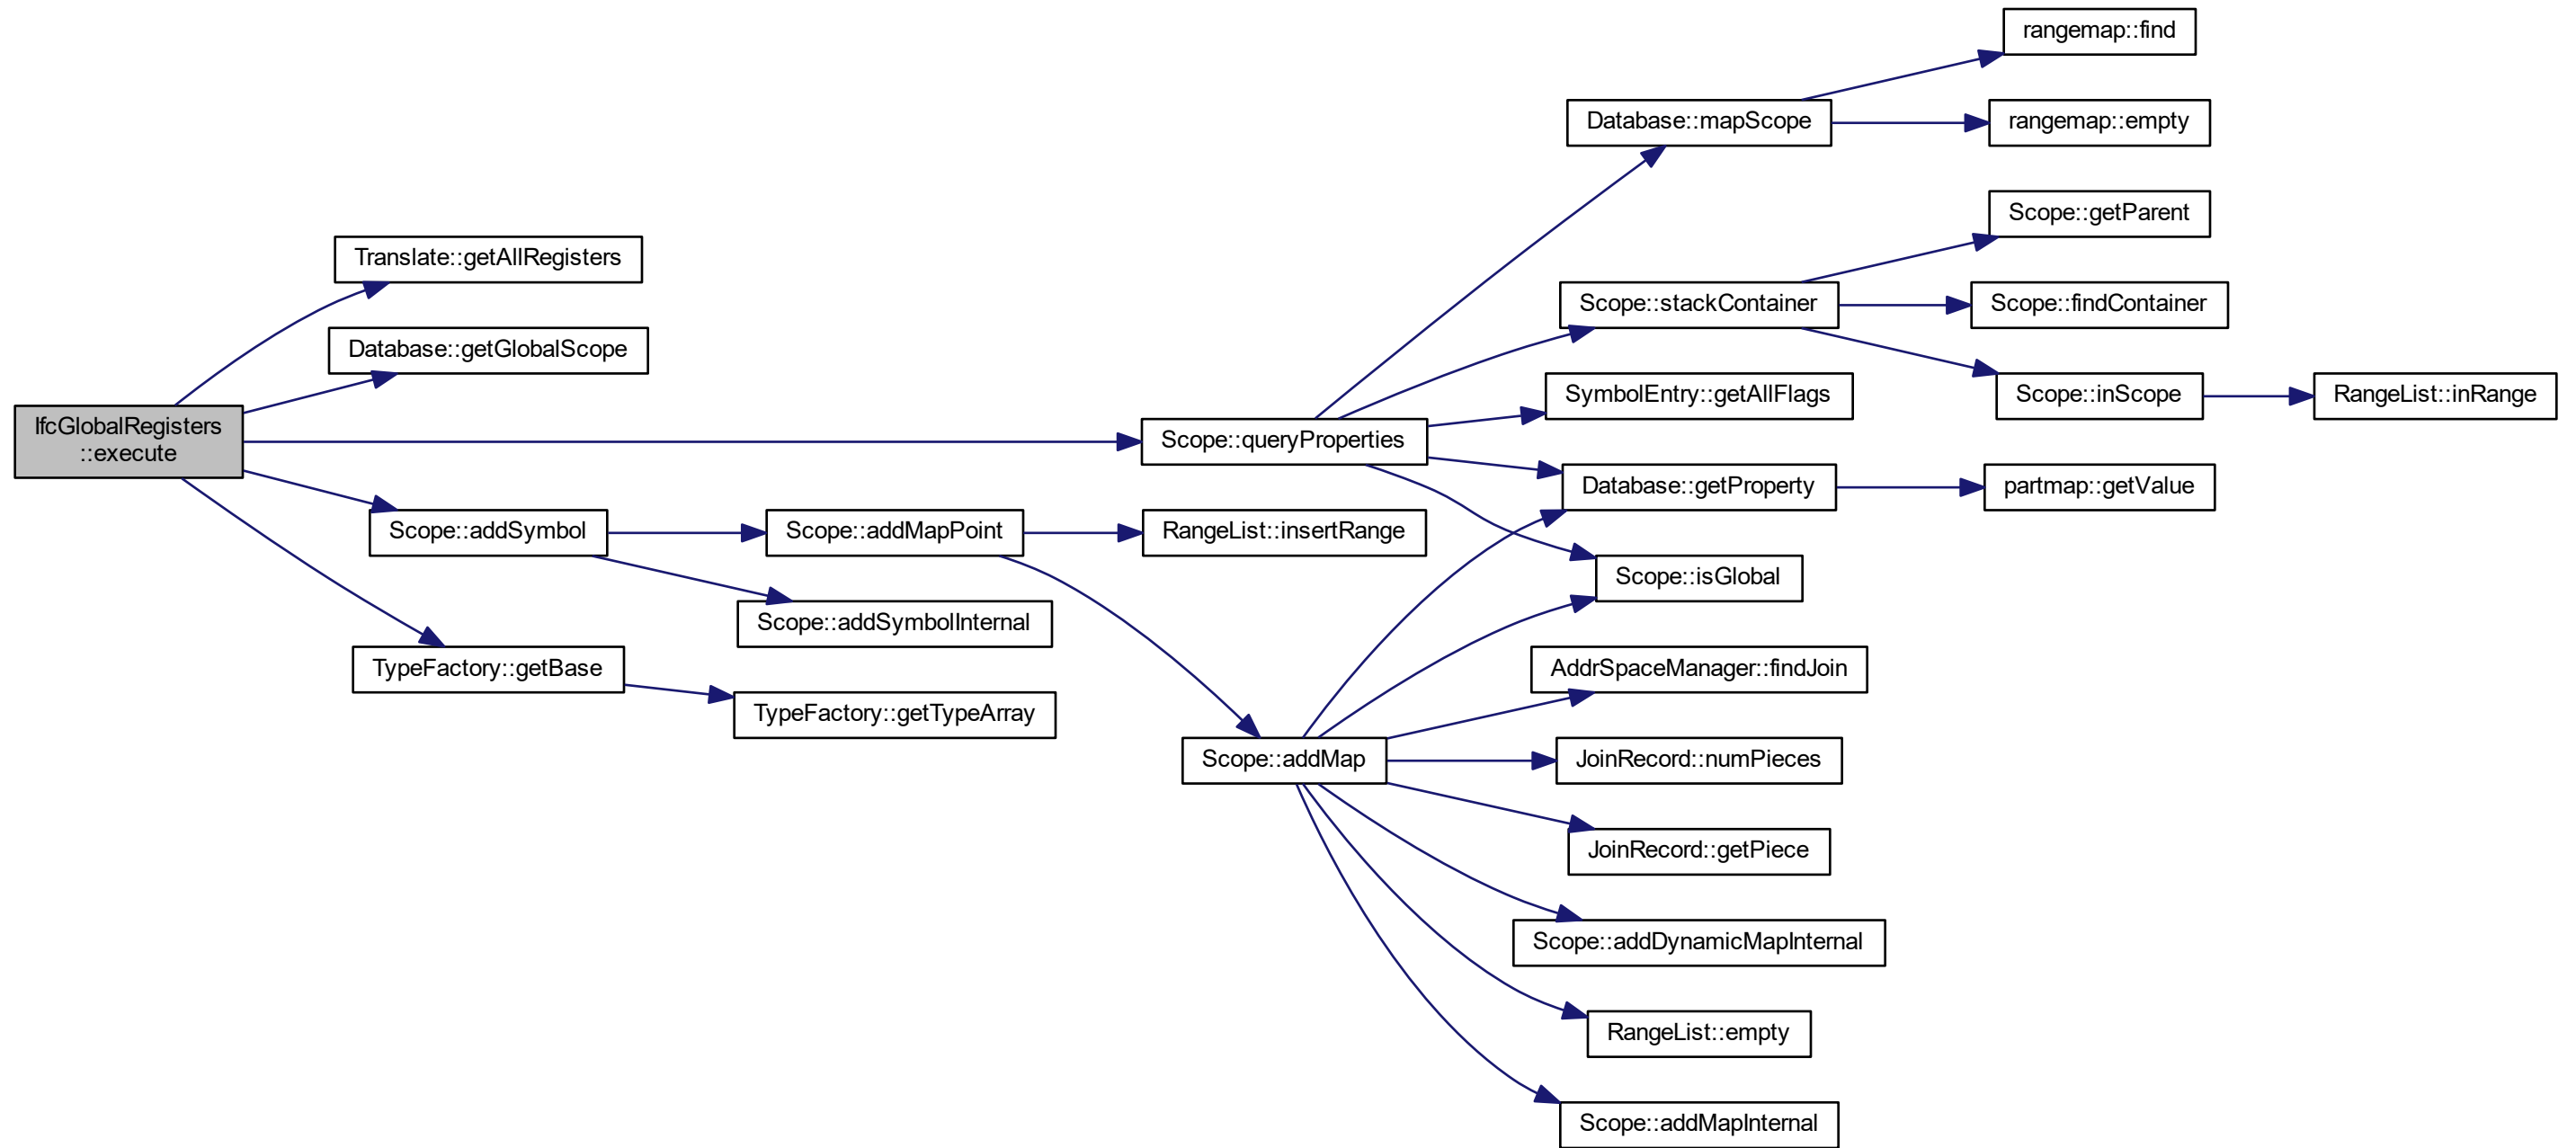 rangemap::find
Database::mapScope
rangemap::empty
Scope::getParent
Translate::getAllRegisters
Scope::stackContainer
Scope::findContainer
Database::getGlobalScope
SymbolEntry::getAllFlags
Scope::inScope
RangeList::inRange
IfcGlobalRegisters
::execute
Scope::queryProperties
Database::getProperty
partmap::getValue
Scope::addSymbol
Scope::addMapPoint
RangeList::insertRange
Scope::isGlobal
Scope::addSymbolInternal
TypeFactory::getBase
AddrSpaceManager::findJoin
TypeFactory::getTypeArray
Scope::addMap
JoinRecord::numPieces
JoinRecord::getPiece
Scope::addDynamicMapInternal
RangeList::empty
Scope::addMapInternal